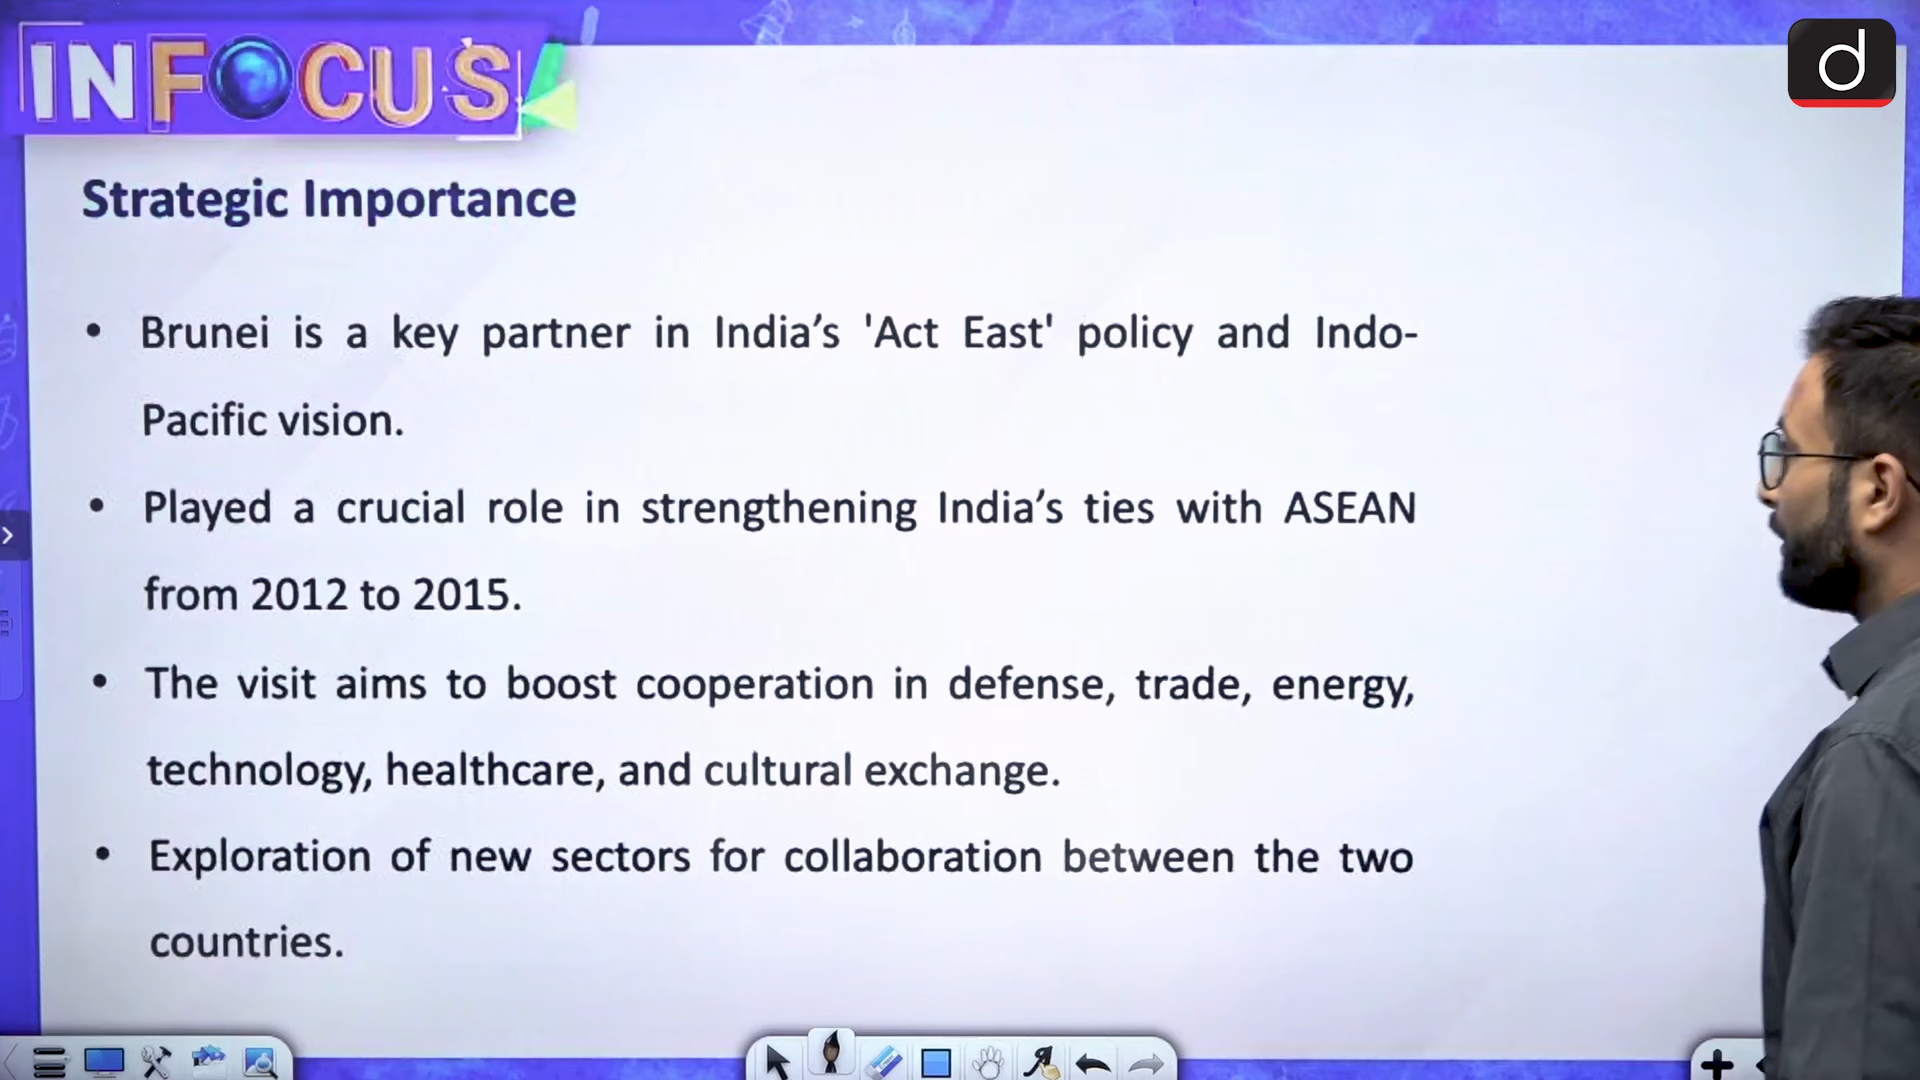 INFOCUS
d
Strategic Importance
• Brunei is a key partner in India’s 'Act East' policy and Indo-
Pacific vision.
• Played a crucial role in strengthening India’s ties with ASEAN
from 2012 to 2015.
• The visit aims to boost cooperation in defense, trade, energy,
technology, healthcare, and cultural exchange.
• Exploration of new sectors for collaboration between the two
countries.